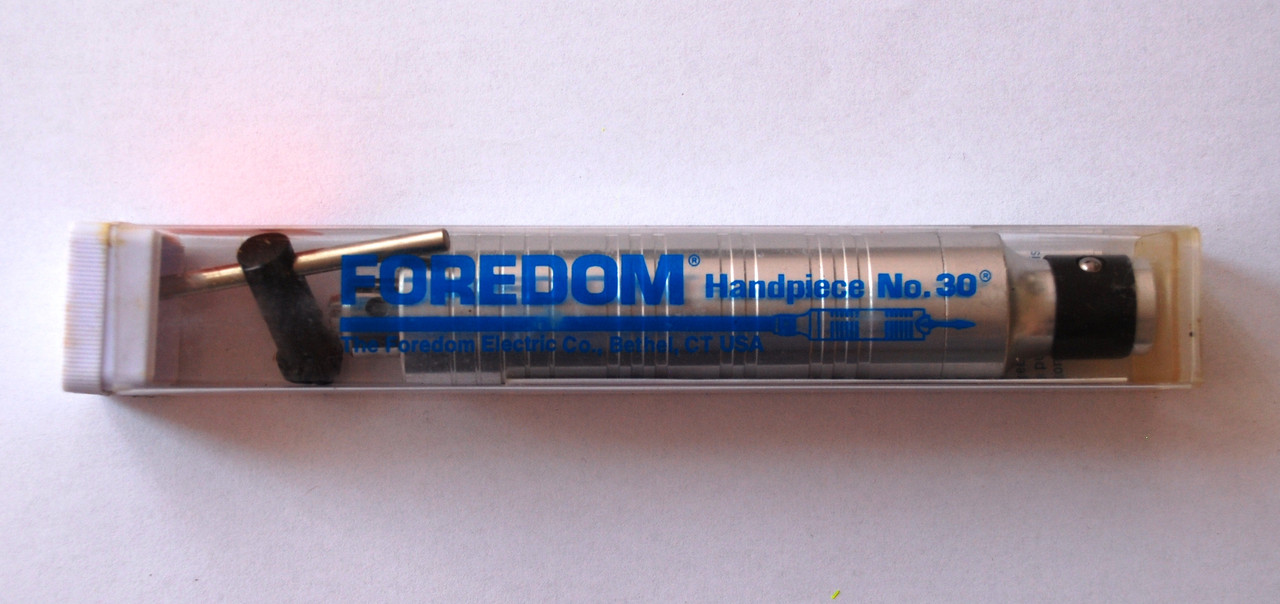 FOREDOM® Handpiece No. 30®
The Foredom Electric Co., Bethel, CT USA